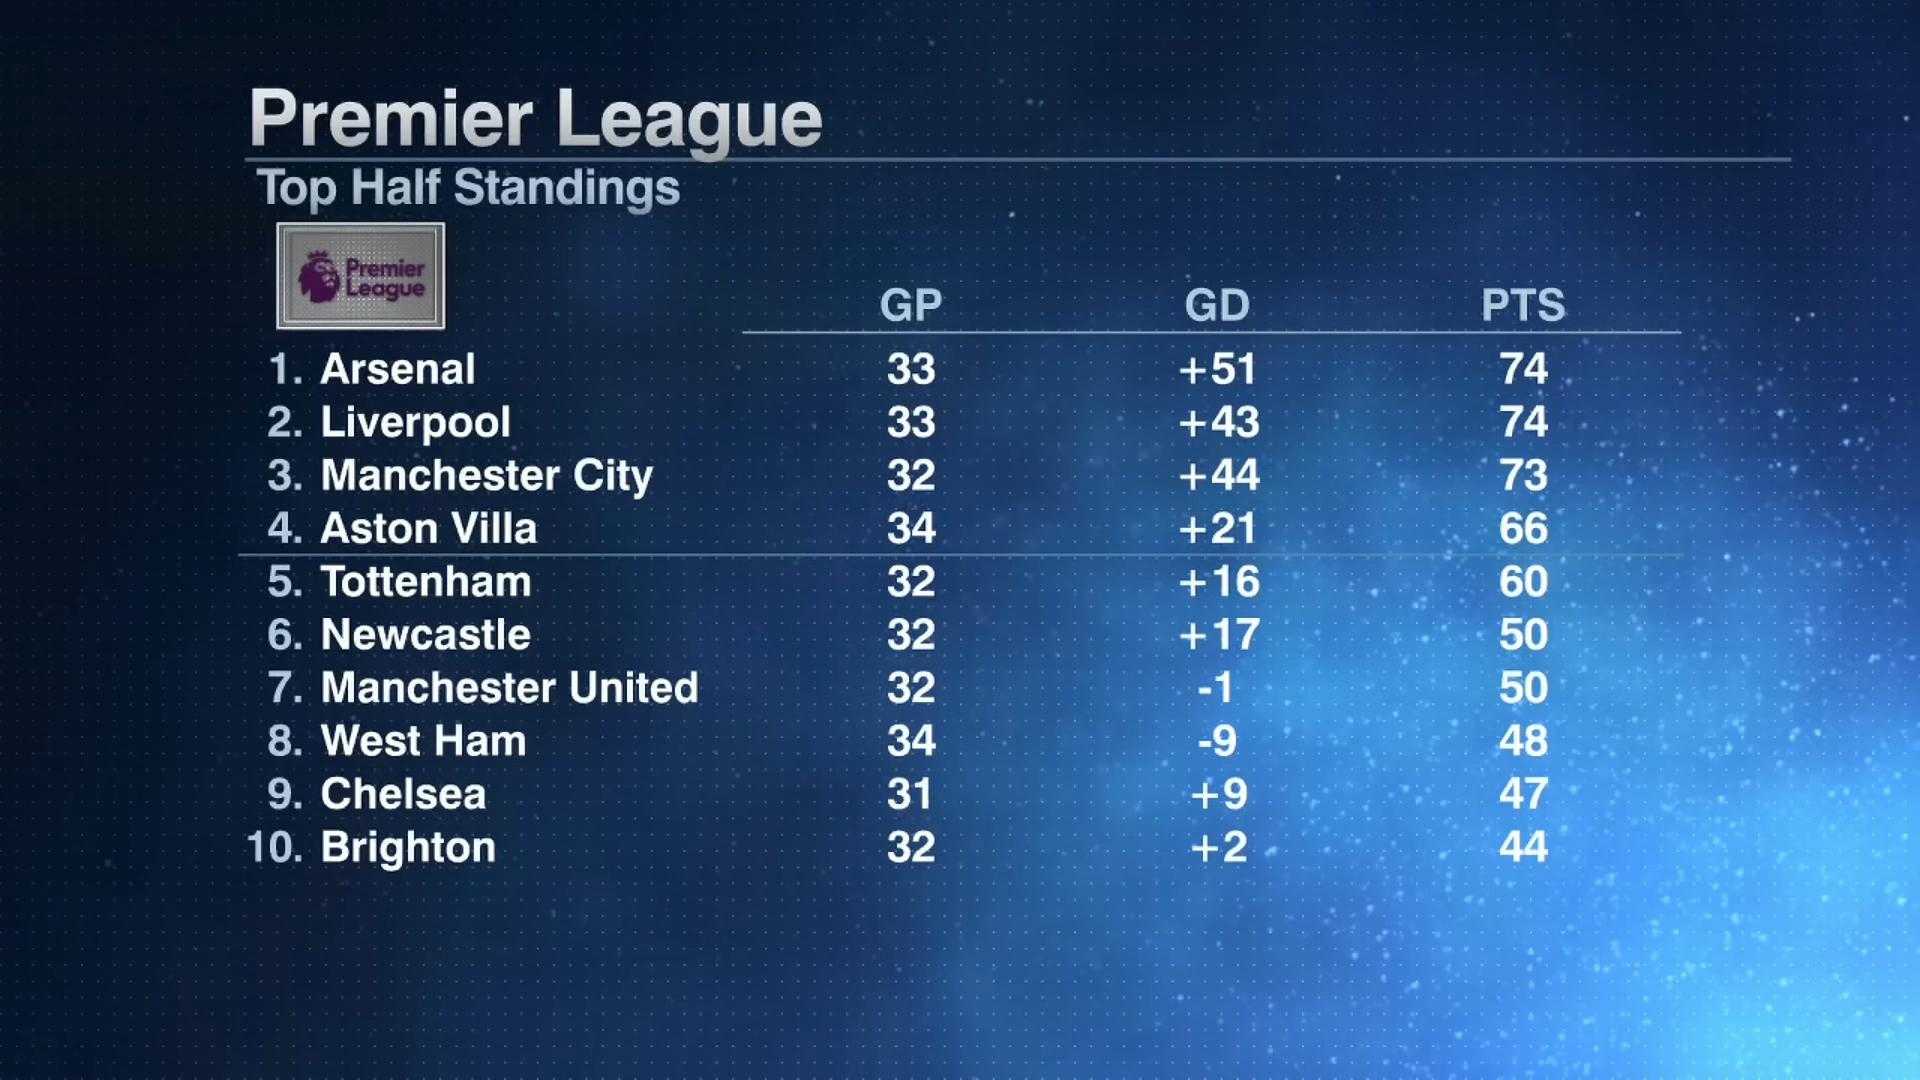 Premier League
Top Half Standings
Premier
League
GP GD PTS
1. Arsenal 33 +51 74
2. Liverpool 33 +43 74
3. Manchester City 32 +44 73
4. Aston Villa 34 +21 66
5. Tottenham 32 +16 60
6. Newcastle 32 +17 50
7. Manchester United 32 -1 50
8. West Ham 34 -9 48
9. Chelsea 31 +9 47
10. Brighton 32 +2 44